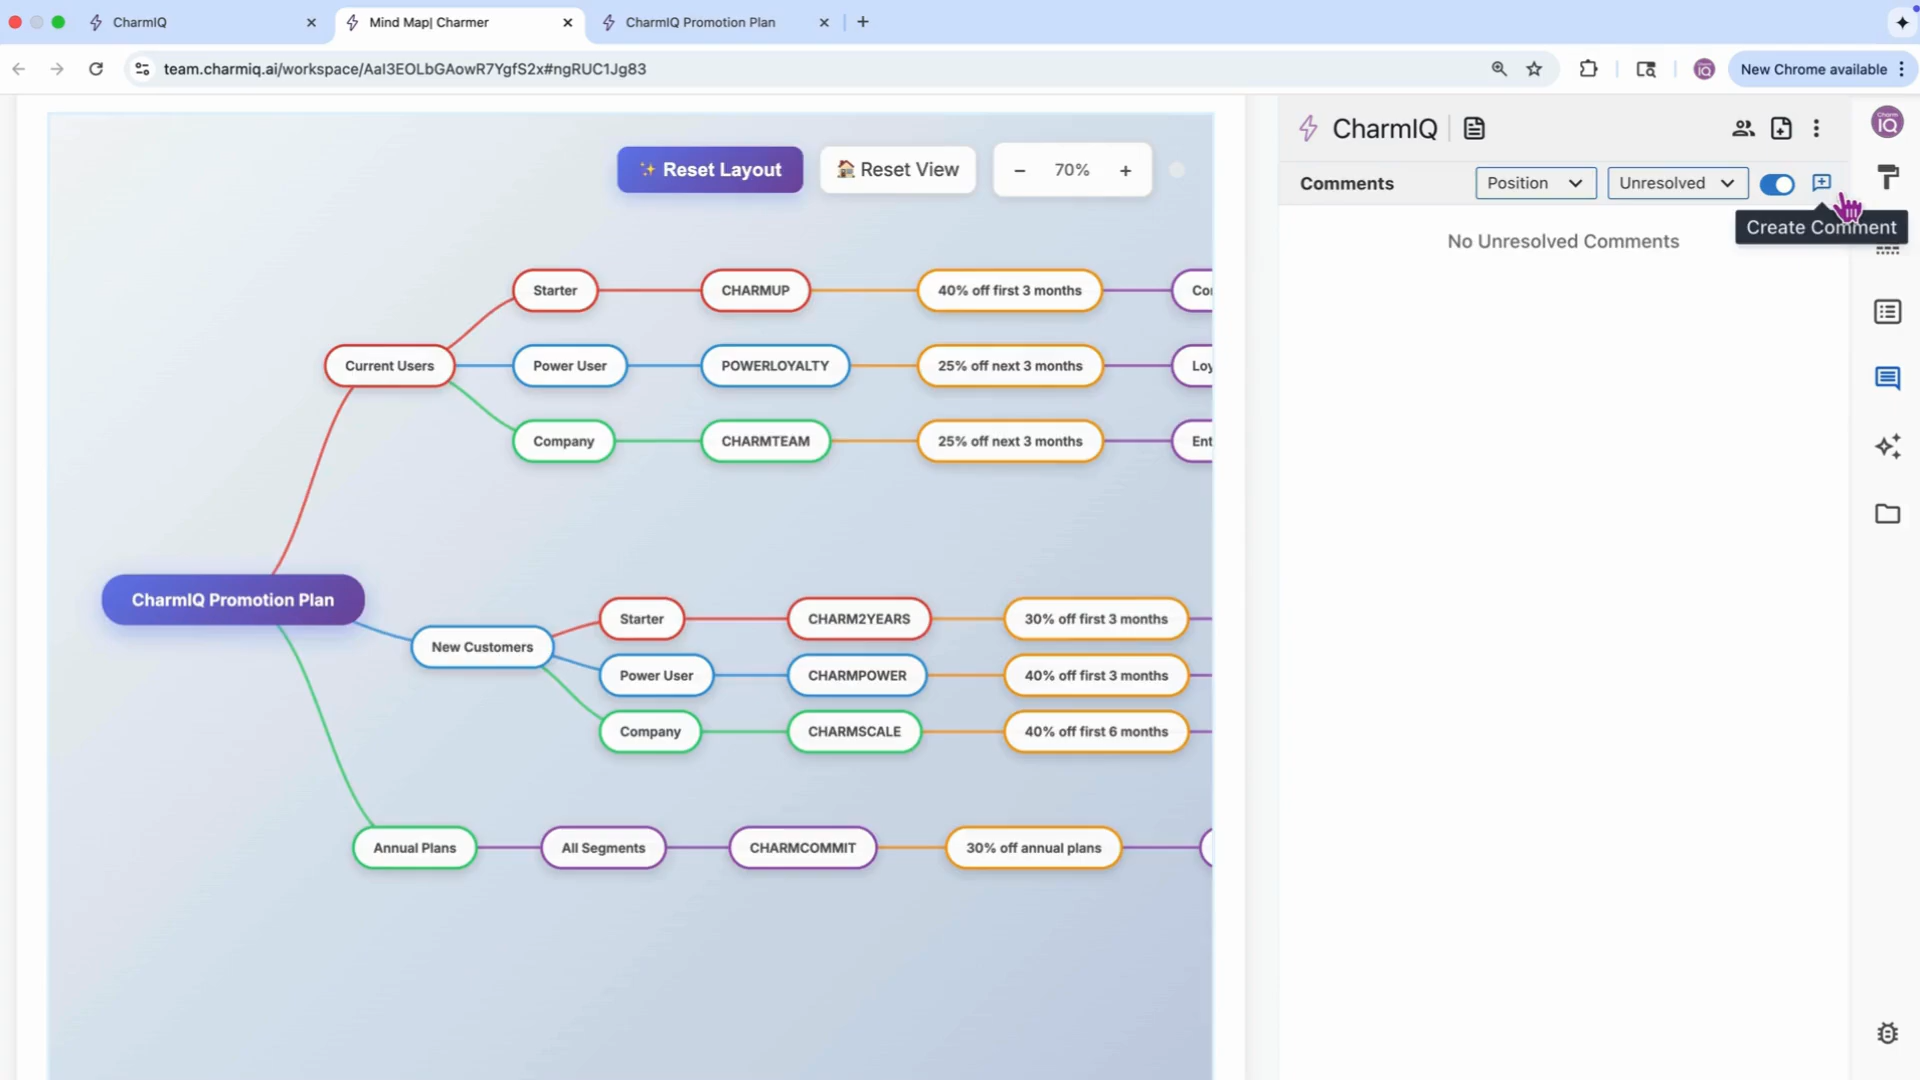 CharmIQ
Mind Map| Charmer
CharmIQ Promotion Plan
team.charmiq.ai/workspace/AaI3EOLbGAowR7YgfS2x#ngRUC1Jg83
New Chrome available
✨ Reset Layout
🏠 Reset View
− 70% +
CharmIQ
Comments
Position
Unresolved
Create Comment
No Unresolved Comments
Starter
CHARMUP
40% off first 3 months
Current Users
Power User
POWERLOYALTY
25% off next 3 months
Loy
Company
CHARMTEAM
25% off next 3 months
Ent
CharmIQ Promotion Plan
New Customers
Starter
CHARM2YEARS
30% off first 3 months
Power User
CHARMPOWER
40% off first 3 months
Company
CHARMSCALE
40% off first 6 months
Annual Plans
All Segments
CHARMCOMMIT
30% off annual plans